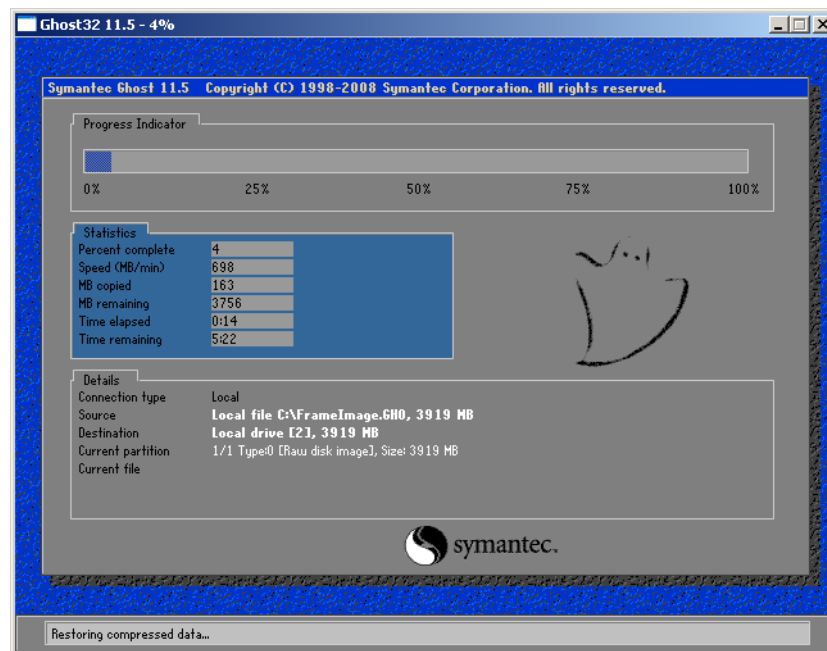 Ghost32 11.5 - 4%
Symantec Ghost 11.5 Copyright (C) 1998-2008 Symantec Corporation. All rights reserved.
Progress Indicator
0% 25% 50% 75% 100%
Statistics
Percent complete 4
Speed (MB/min) 698
MB copied 163
MB remaining 3756
Time elapsed 0:14
Time remaining 5:22
Details
Connection type Local
Source Local file C:\FrameImage.GHO, 3919 MB
Destination Local drive [2], 3919 MB
Current partition 1/1 Type:0 [Raw disk image], Size: 3919 MB
Current file
symantec.
Restoring compressed data...